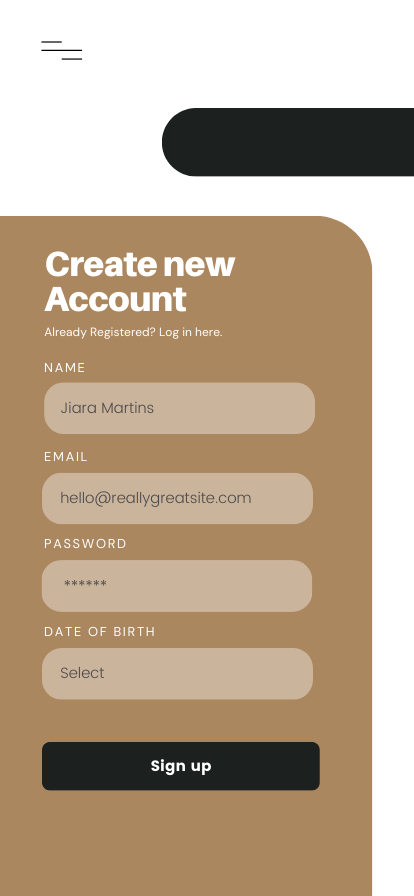 Create new
Account
Already Registered? Log in here.
NAME
Jiara Martins
EMAIL
hello@reallygreatsite.com
PASSWORD
******
DATE OF BIRTH
Select
Sign up